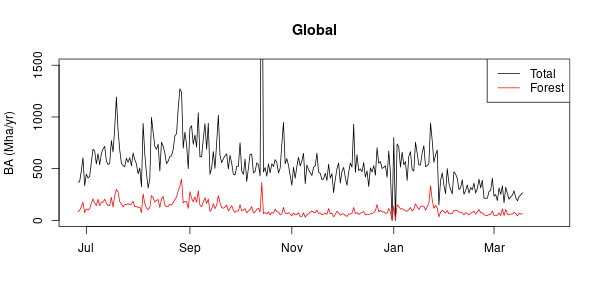 Global
BA (Mha/yr)
1500
1000
500
0
Total
Forest
Jul
Sep
Nov
Jan
Mar